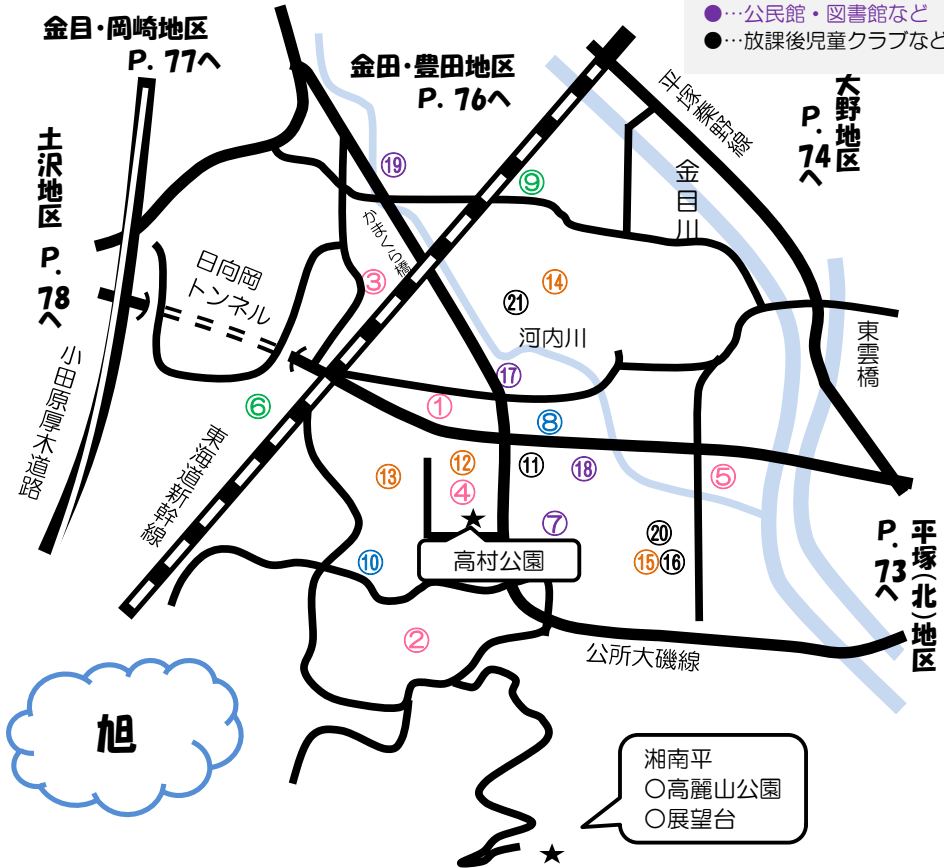 ●…公民館・図書館など
●…放課後児童クラブなど
金目・岡崎地区
P. 77へ
金田・豊田地区
P. 76へ
大野地区
P. 74へ
土沢地区
P. 78へ
平塚秦野線
金目川
⑲
⑨
かまくら橋
日向岡
トンネル
③
⑭
㉑
河内川
東雲橋
小田原厚木道路
⑰
⑥
①
⑧
東海道新幹線
⑬
⑫
④
⑪
⑱
⑤
⑦
⑳
⑩
高村公園
⑮
⑯
平塚(北)地区
P. 73へ
②
公所大磯線
旭
湘南平
○高麗山公園
○展望台